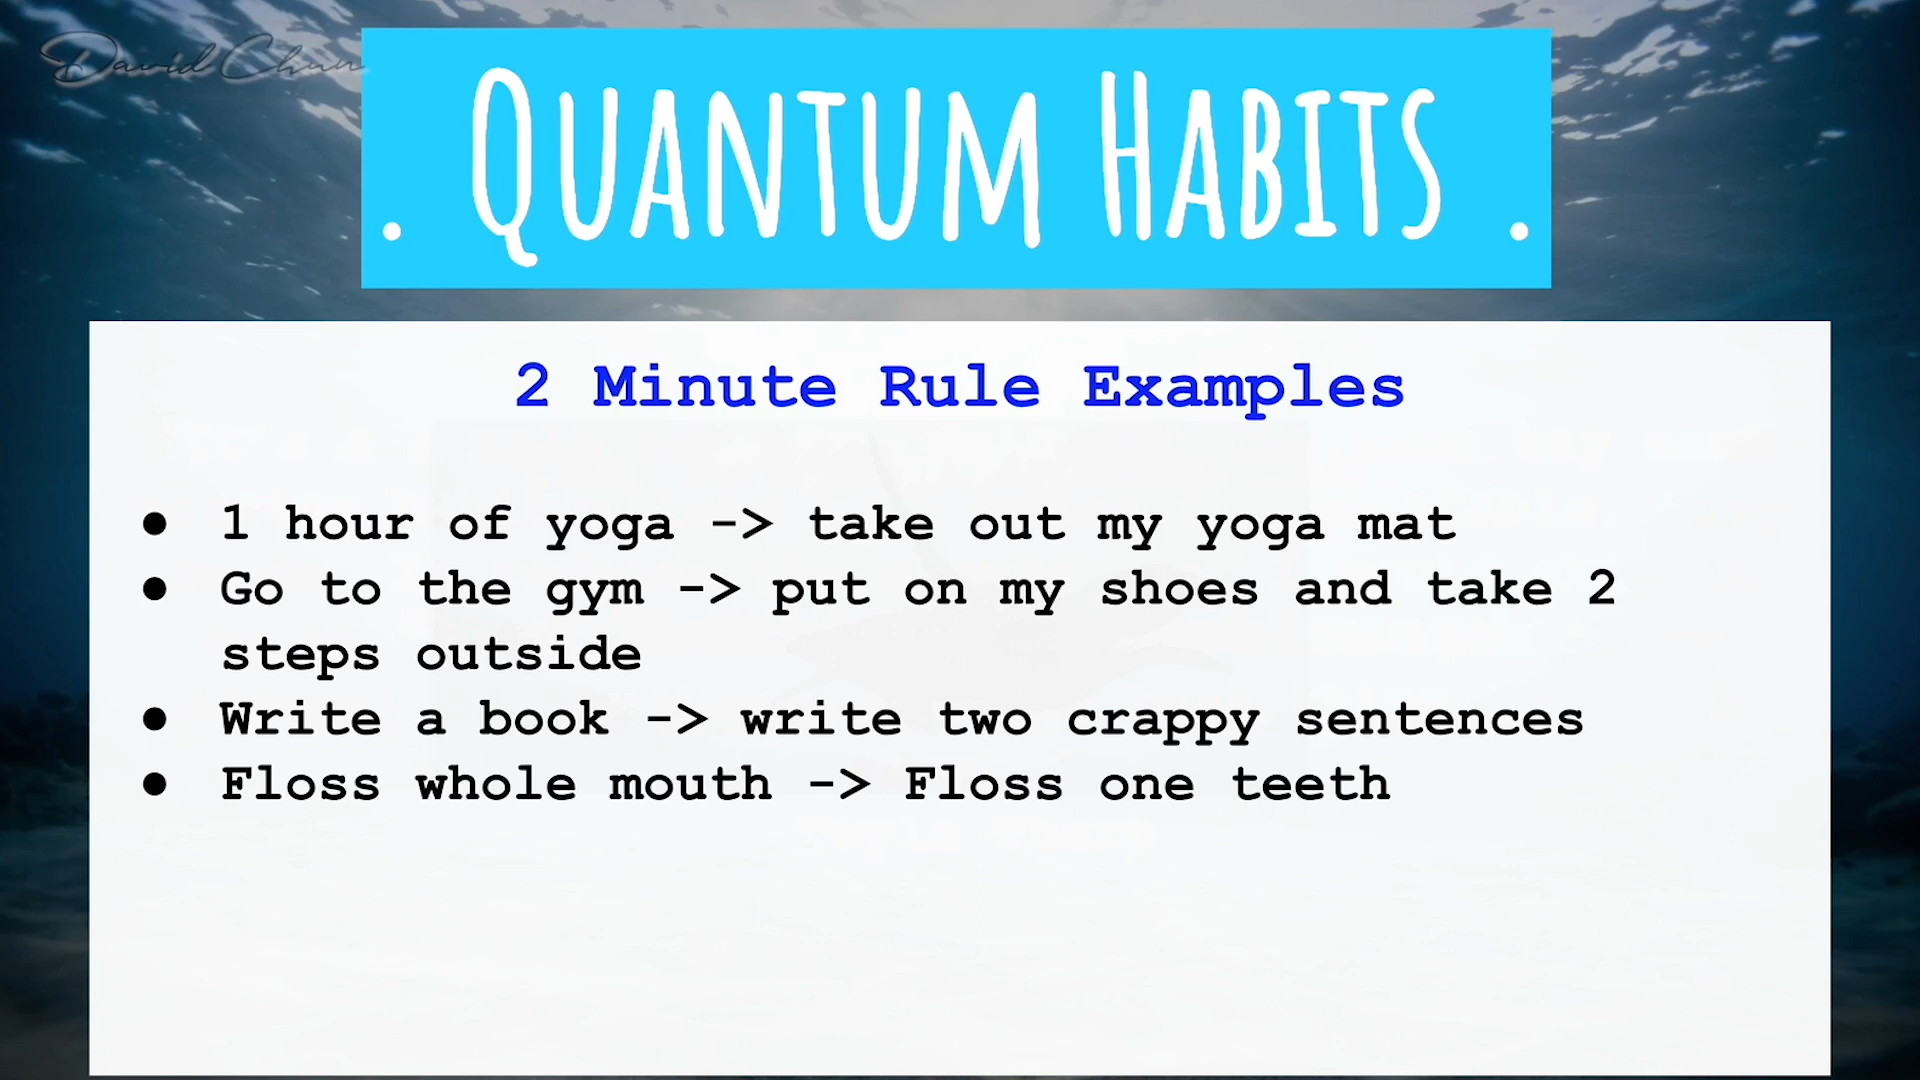 David Chun
. Quantum Habits .
2 Minute Rule Examples
● 1 hour of yoga -> take out my yoga mat
● Go to the gym -> put on my shoes and take 2
steps outside
● Write a book -> write two crappy sentences
● Floss whole mouth -> Floss one teeth